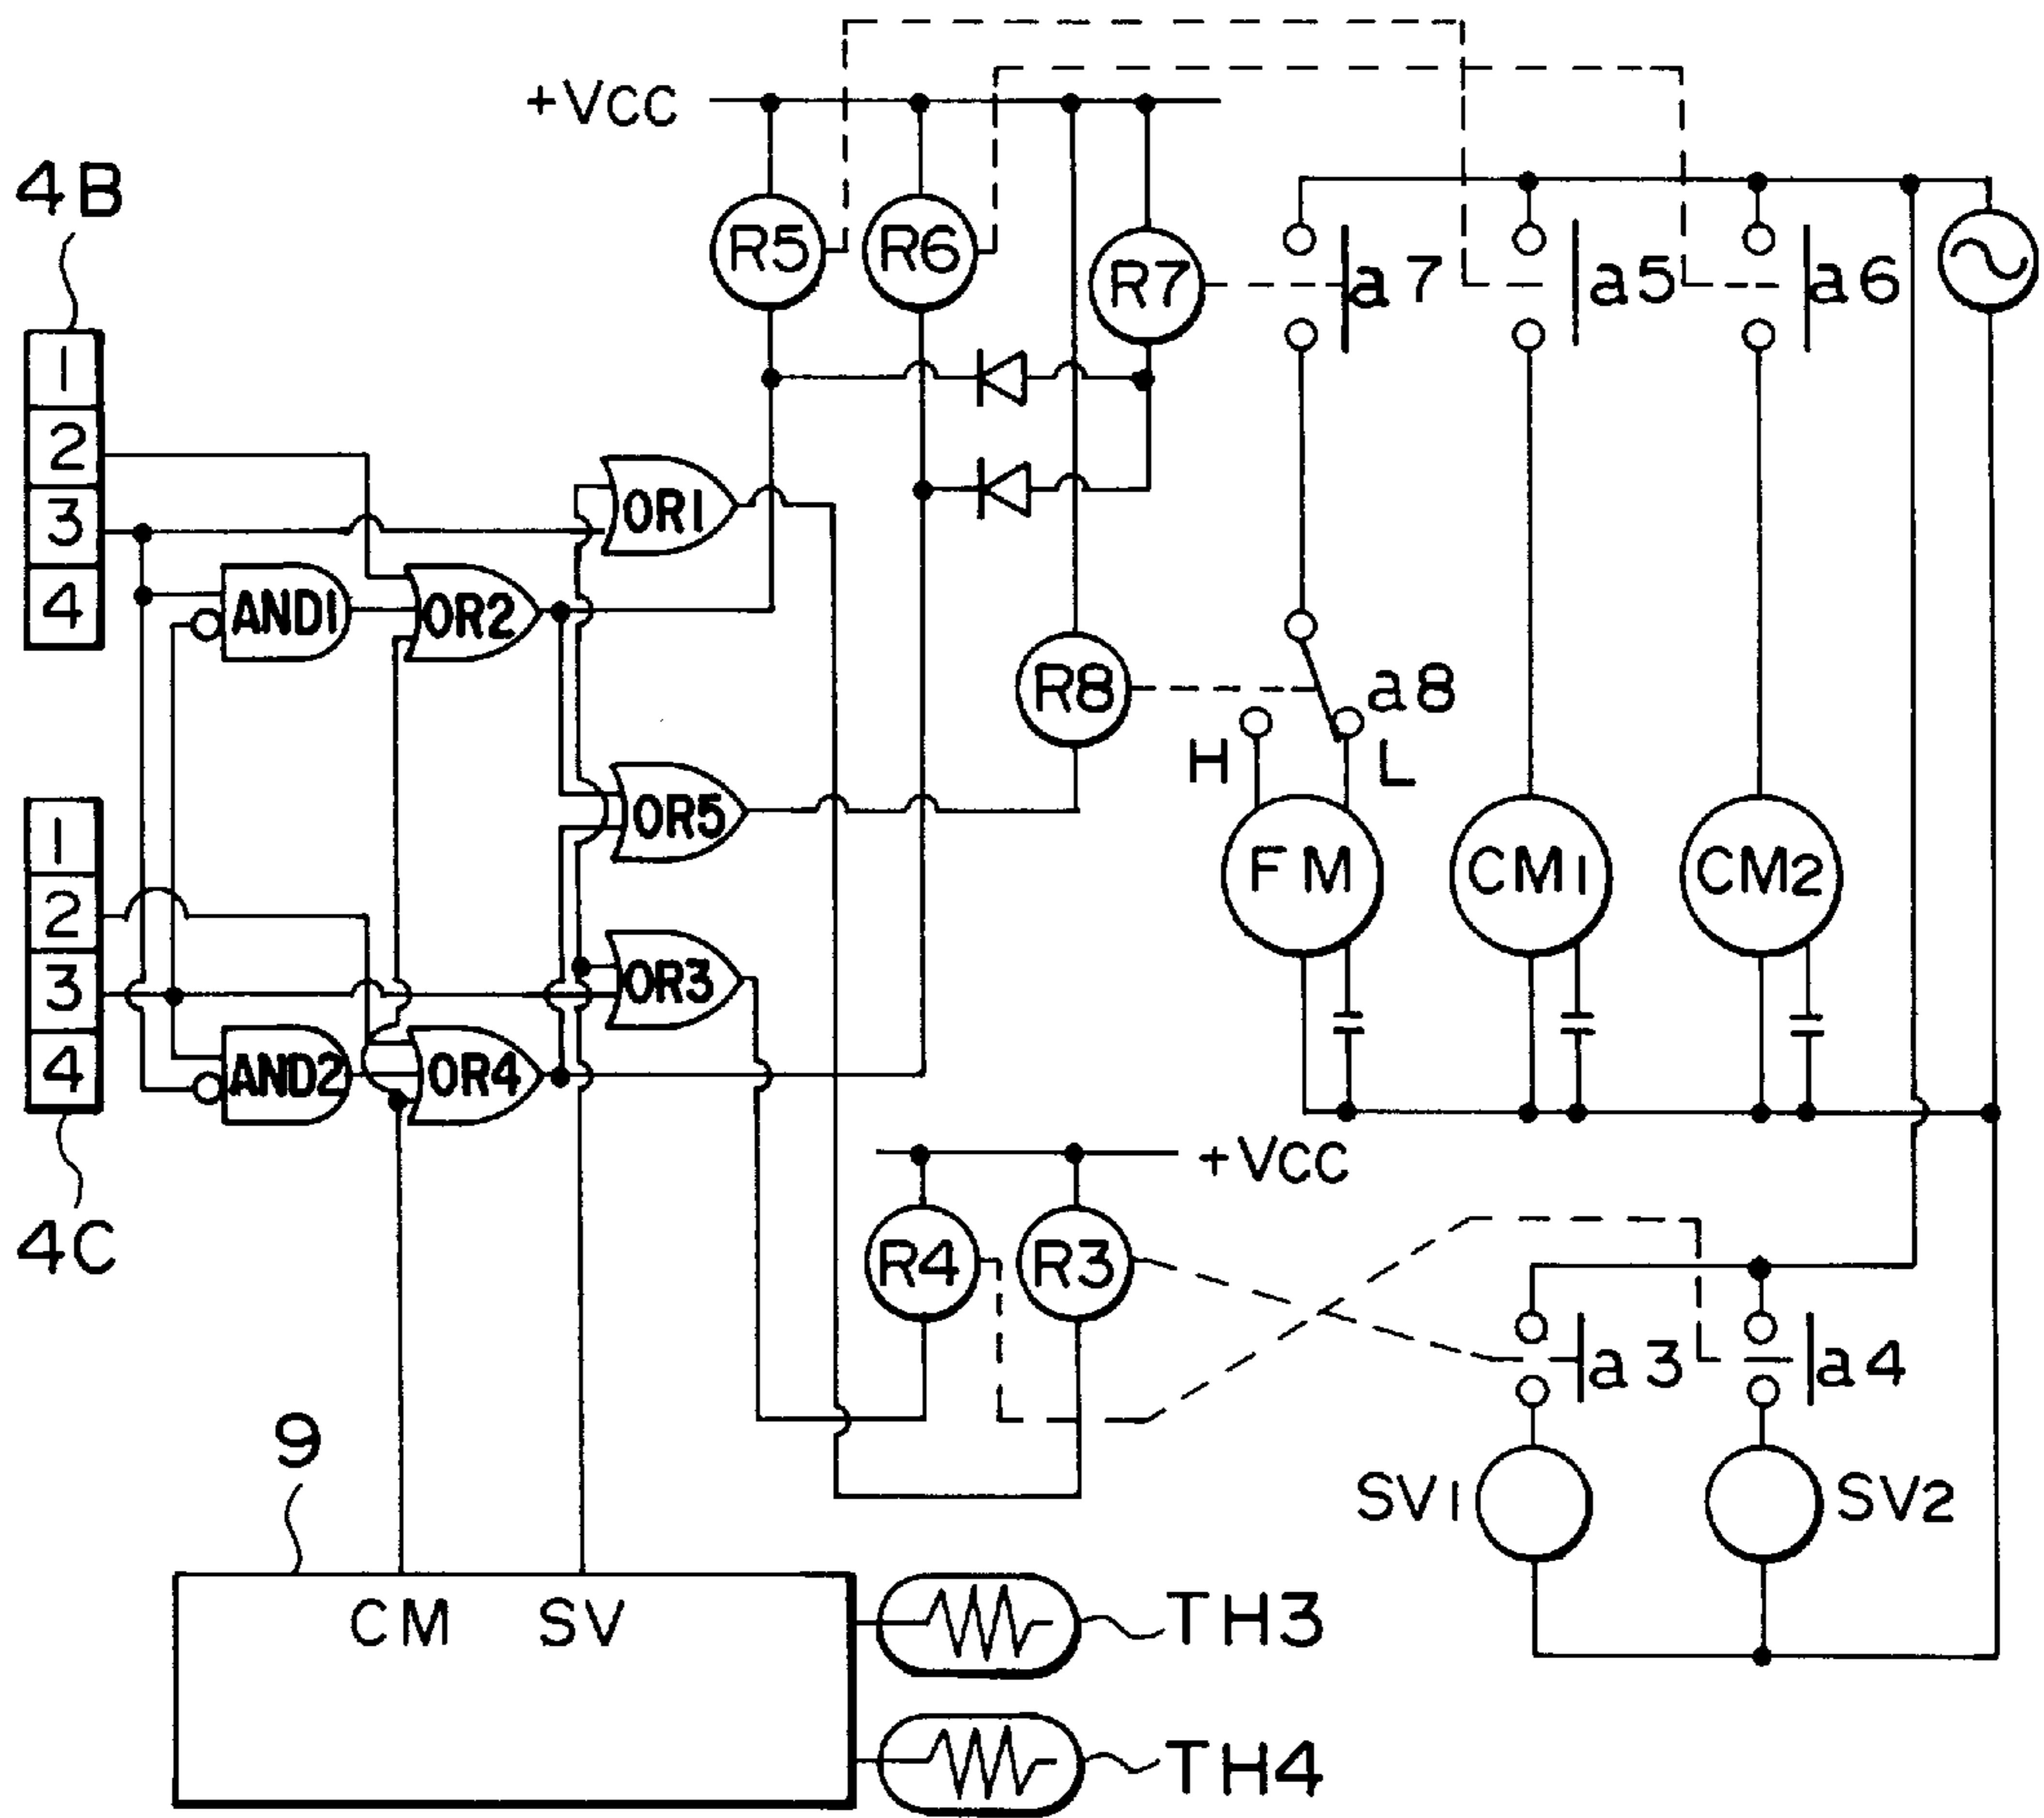 +VCC
4B
R5
R6
R7
a7
a5
a6
1
2
3
4
OR1
AND1
OR2
R8
a8
H
L
OR5
1
2
3
4
FM
CM1
CM2
OR3
AND2
OR4
4C
+VCC
R4
R3
a3
a4
9
SV1
SV2
CM
SV
TH3
TH4